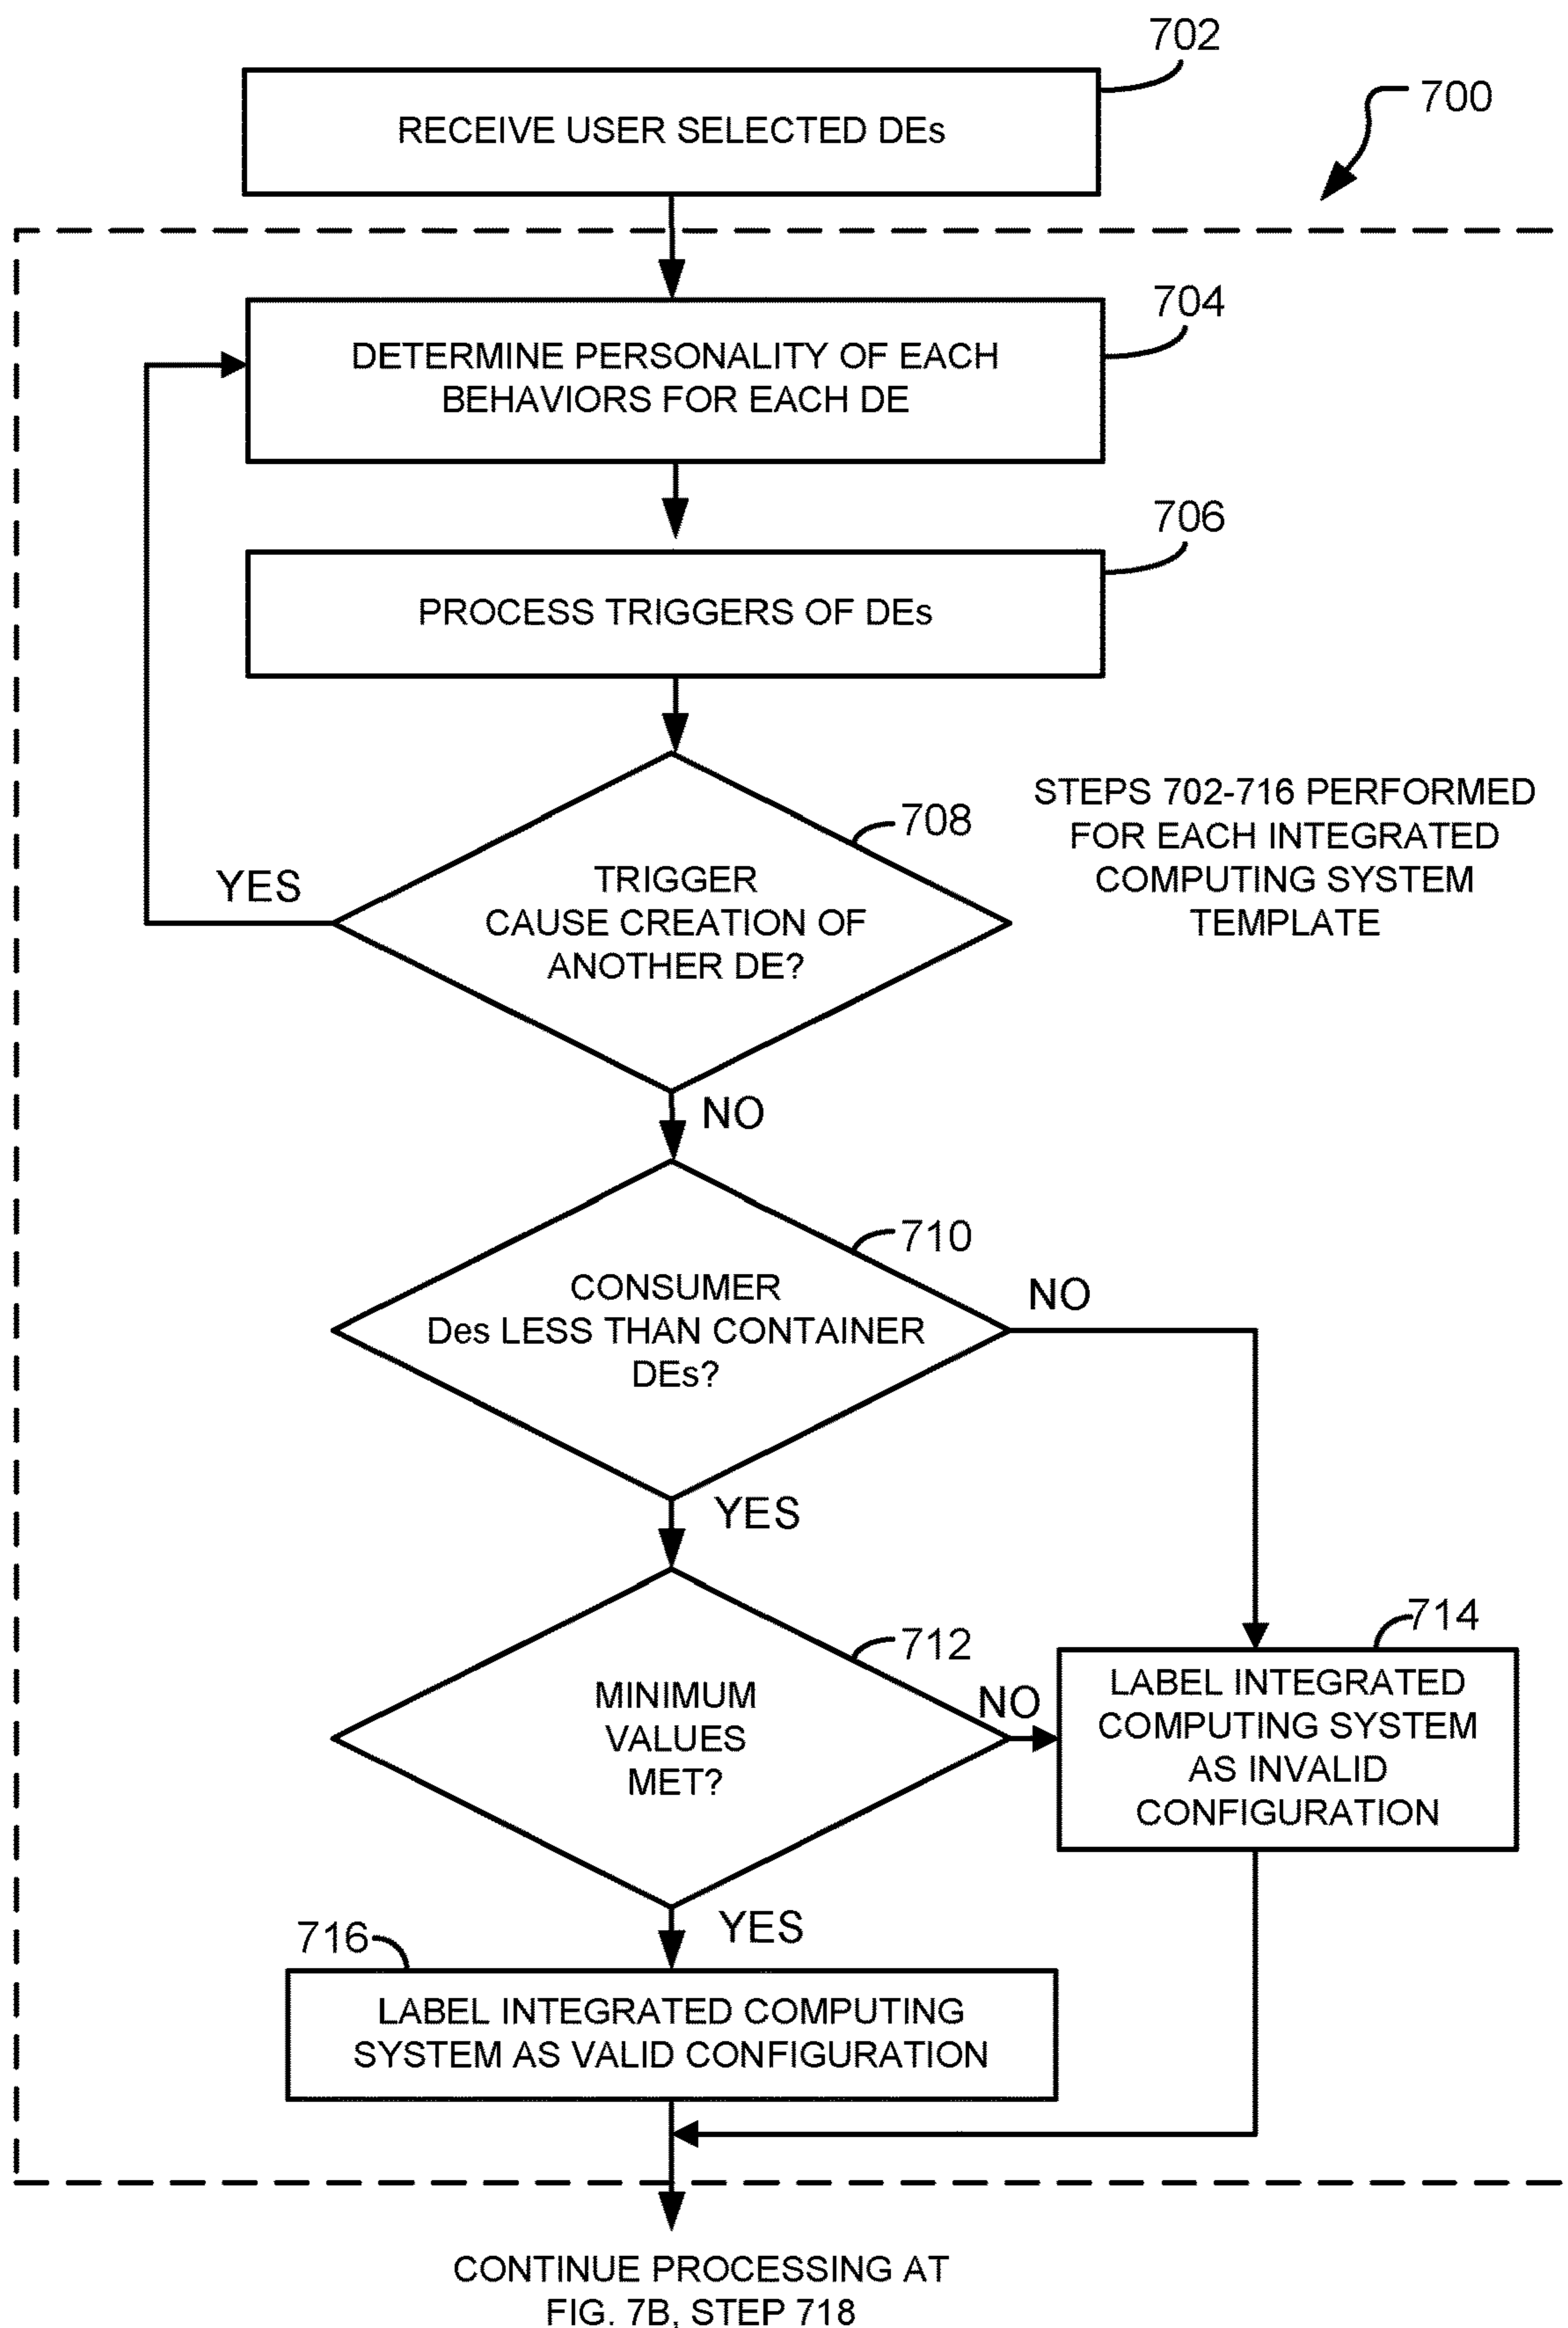 702
RECEIVE USER SELECTED DEs
700
704
DETERMINE PERSONALITY OF EACH
BEHAVIORS FOR EACH DE
706
PROCESS TRIGGERS OF DEs
708
TRIGGER
CAUSE CREATION OF
ANOTHER DE?
YES
STEPS 702-716 PERFORMED
FOR EACH INTEGRATED
COMPUTING SYSTEM
TEMPLATE
NO
710
CONSUMER
Des LESS THAN CONTAINER
DEs?
NO
YES
712
MINIMUM
VALUES
MET?
NO
714
LABEL INTEGRATED
COMPUTING SYSTEM
AS INVALID
CONFIGURATION
YES
716
LABEL INTEGRATED COMPUTING
SYSTEM AS VALID CONFIGURATION
CONTINUE PROCESSING AT
FIG. 7B, STEP 718